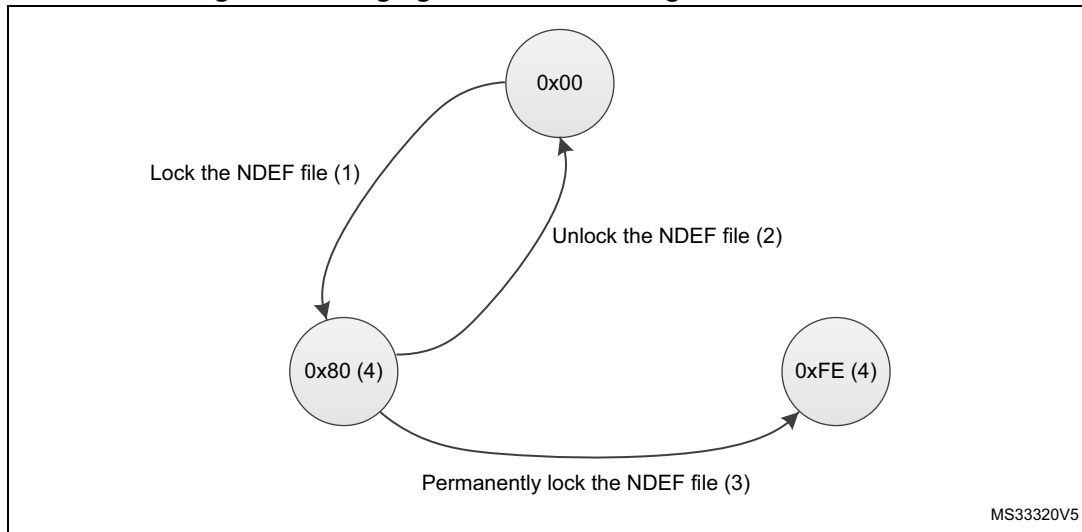 0x00
Lock the NDEF file (1)
Unlock the NDEF file (2)
0x80 (4)
0xFE (4)
Permanently lock the NDEF file (3)
MS33320V5